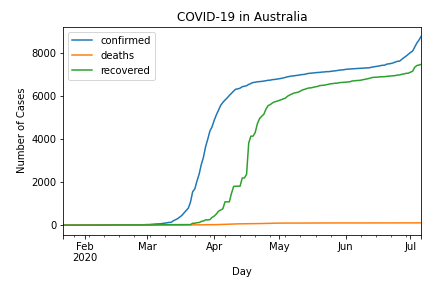 COVID-19 in Australia
confirmed
deaths
recovered
Number of Cases
8000
6000
4000
2000
0
Feb
2020
Mar
Apr
May
Jun
Jul
Day